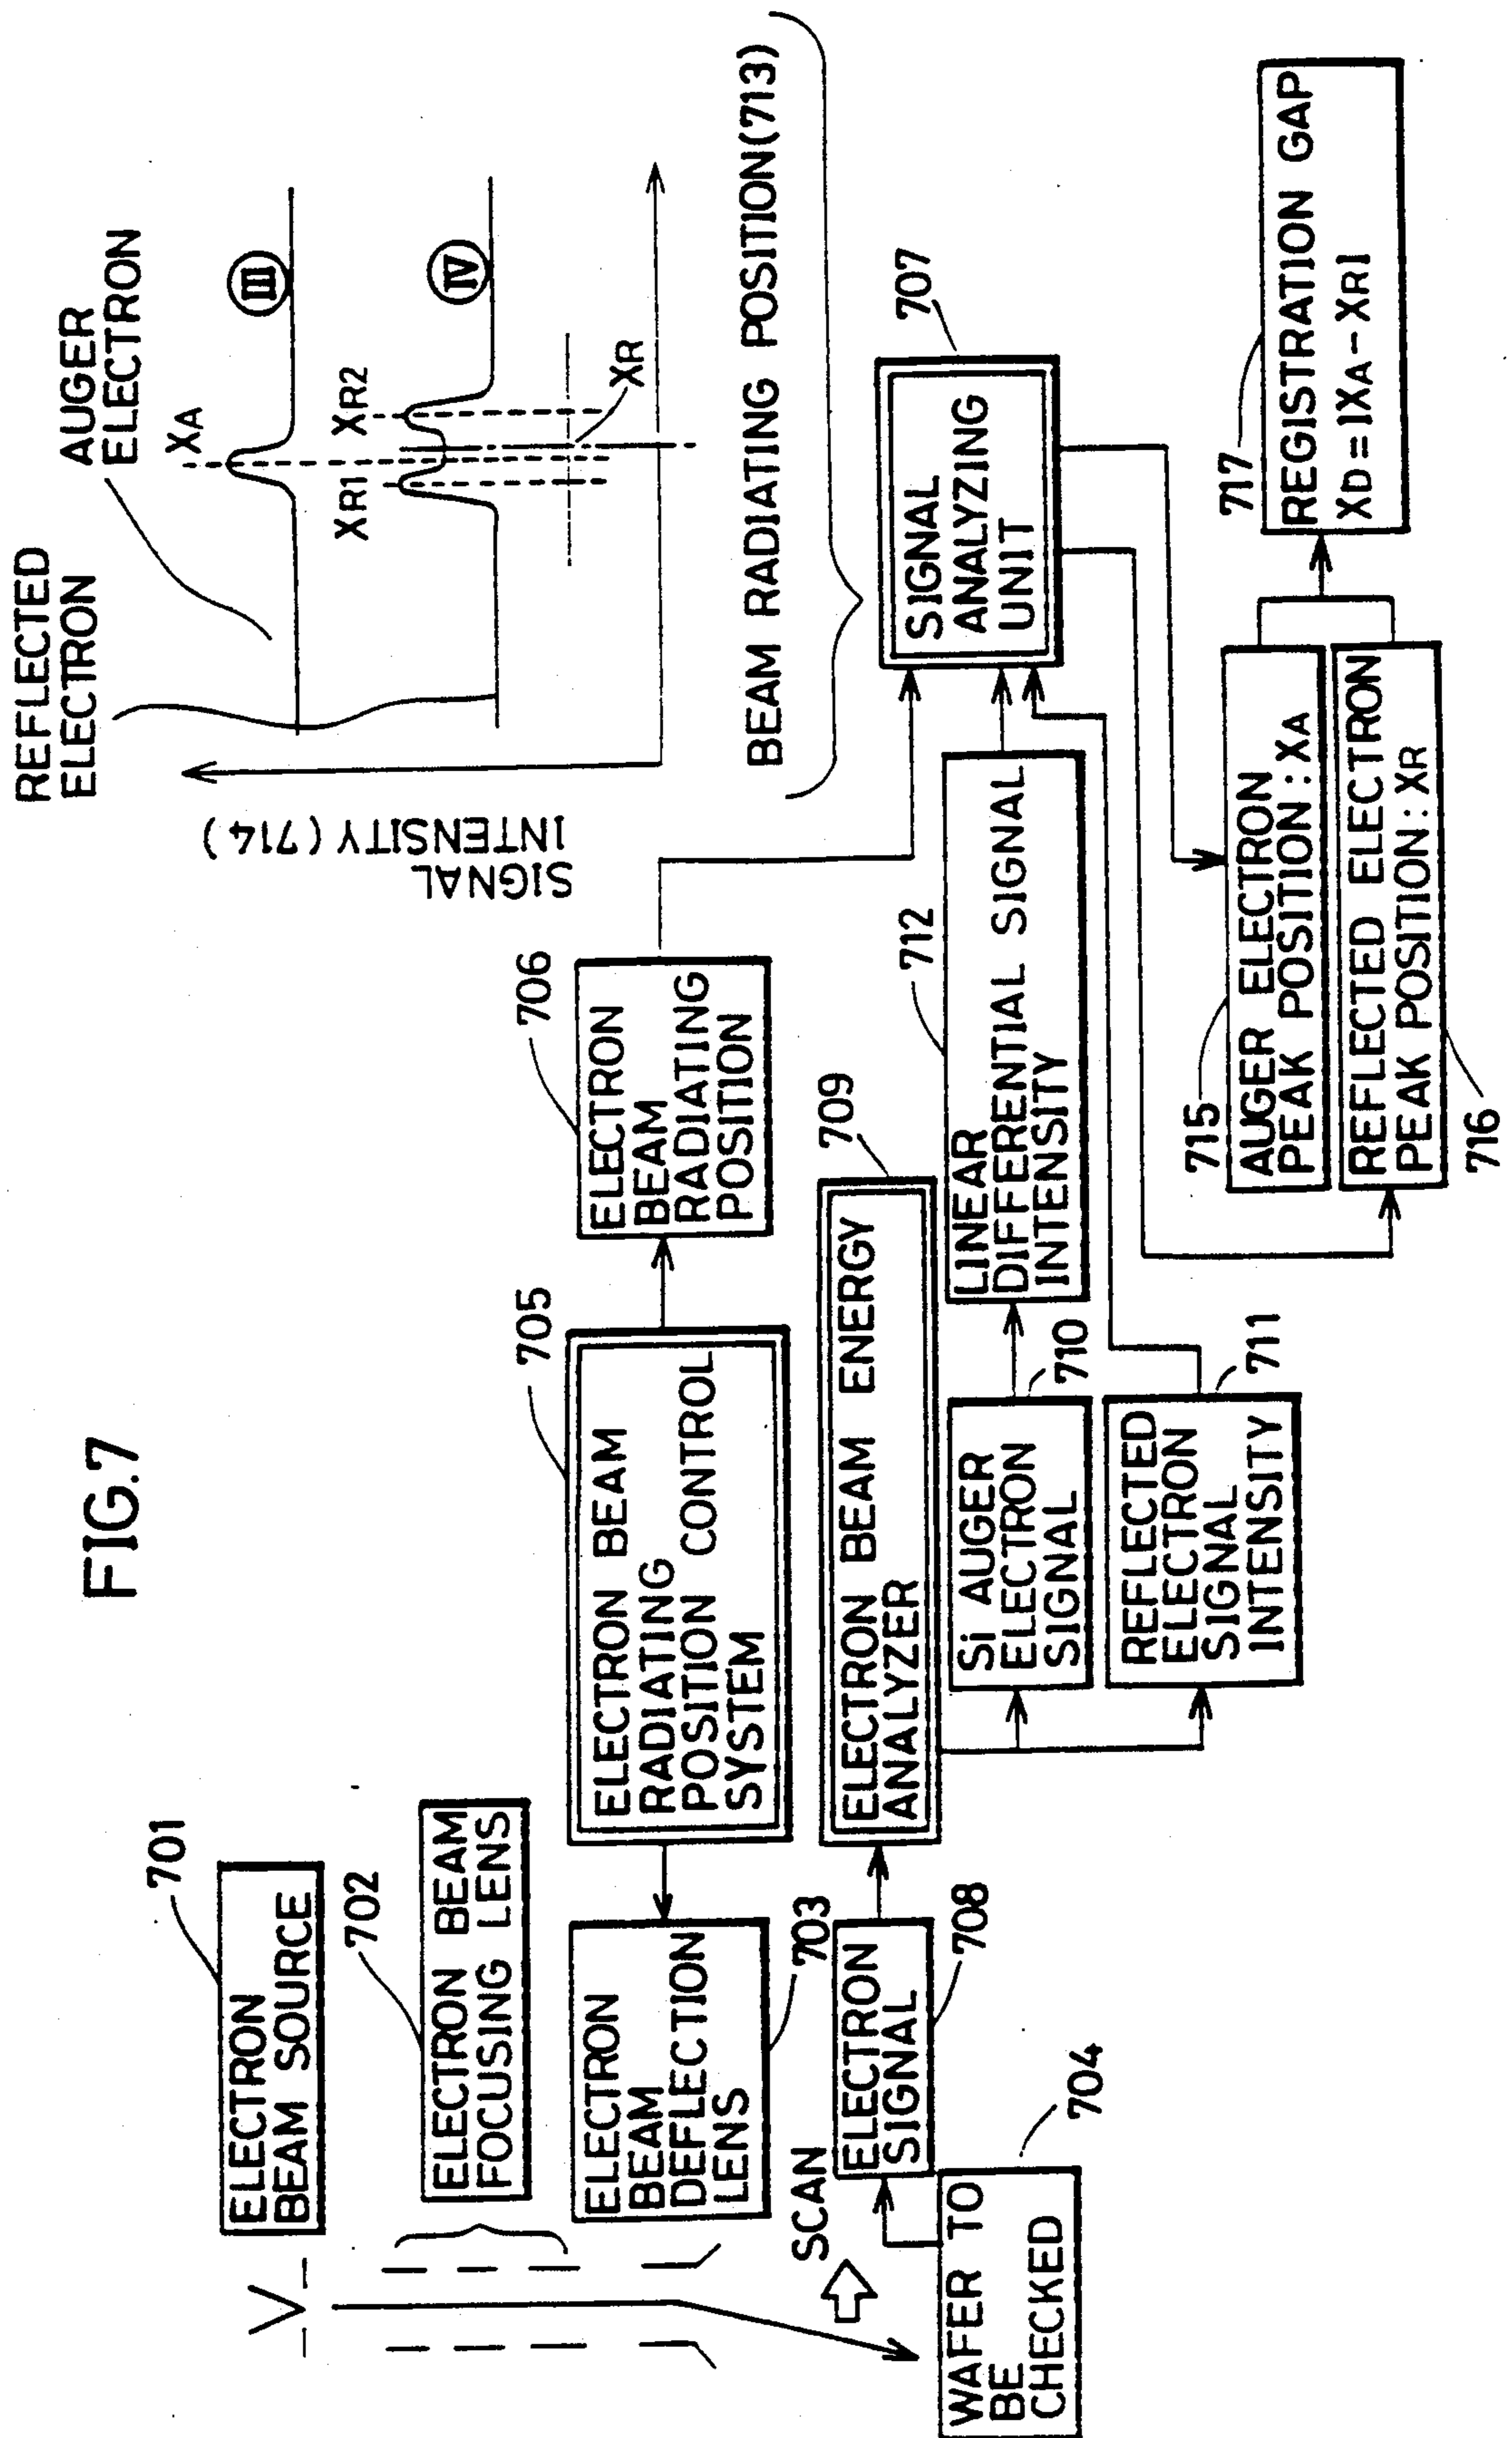 FIG.7
REFLECTED
ELECTRON
AUGER
ELECTRON
SIGNAL
INTENSITY (714)
XA
III
XR1
XR2
IV
XR
BEAM RADIATING POSITION(713)
701
ELECTRON
BEAM SOURCE
702
ELECTRON BEAM
FOCUSING LENS
ELECTRON
BEAM
DEFLECTION
LENS
703
705
ELECTRON BEAM
RADIATING
POSITION CONTROL
SYSTEM
706
ELECTRON
BEAM
RADIATING
POSITION
707
SIGNAL
ANALYZING
UNIT
SCAN
WAFER TO
BE
CHECKED
704
ELECTRON
SIGNAL
708
709
ELECTRON BEAM ENERGY
ANALYZER
Si AUGER
ELECTRON
SIGNAL
710
REFLECTED
ELECTRON
SIGNAL
INTENSITY
711
712
LINEAR
DIFFERENTIAL SIGNAL
INTENSITY
715
AUGER ELECTRON
PEAK POSITION : XA
REFLECTED ELECTRON
PEAK POSITION : XR
716
717
REGISTRATION GAP
XD = |XA - XR|